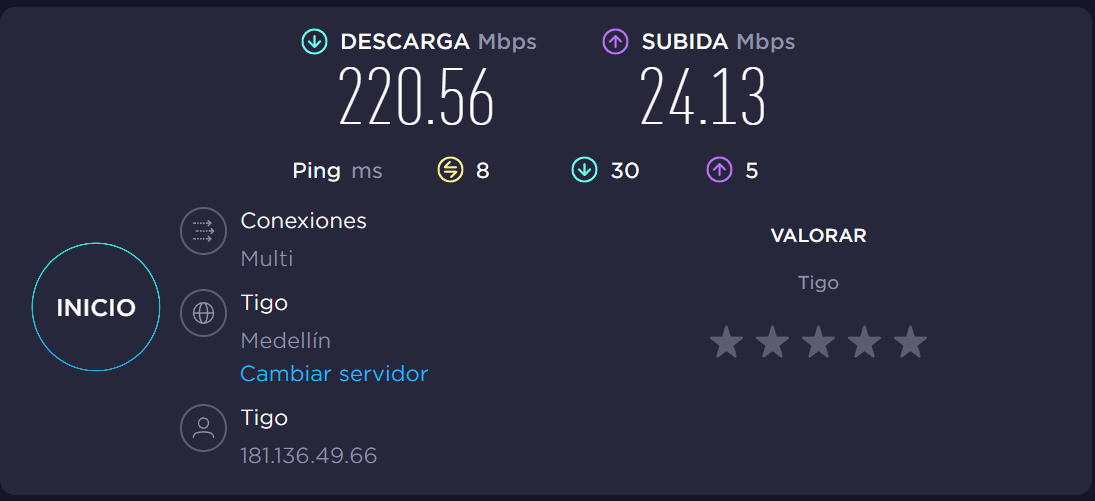 DESCARGA Mbps
220.56
SUBIDA Mbps
24.13
Ping ms 8 30 5
Conexiones
Multi
Tigo
Medellín
Cambiar servidor
Tigo
181.136.49.66
INICIO
VALORAR
Tigo